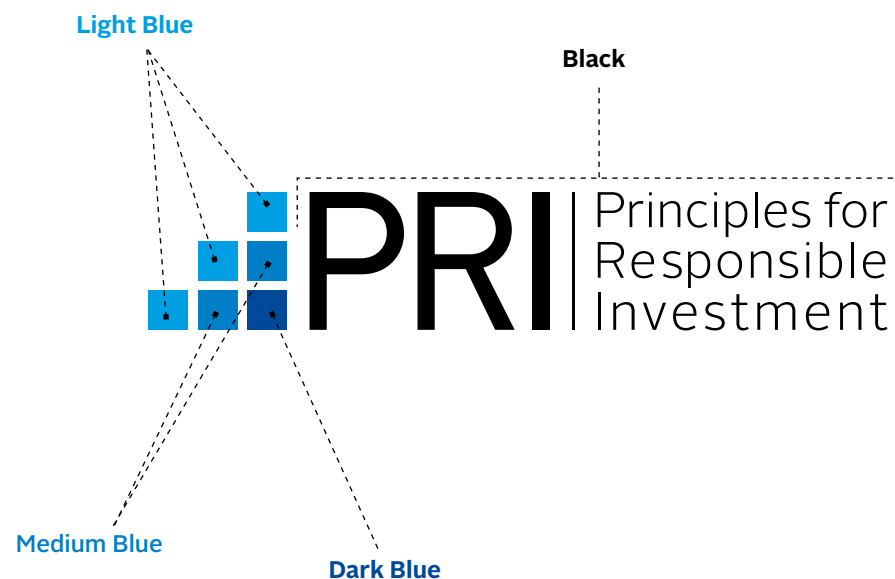 Light Blue
Black
PRI
Principles for
Responsible
Investment
Medium Blue
Dark Blue